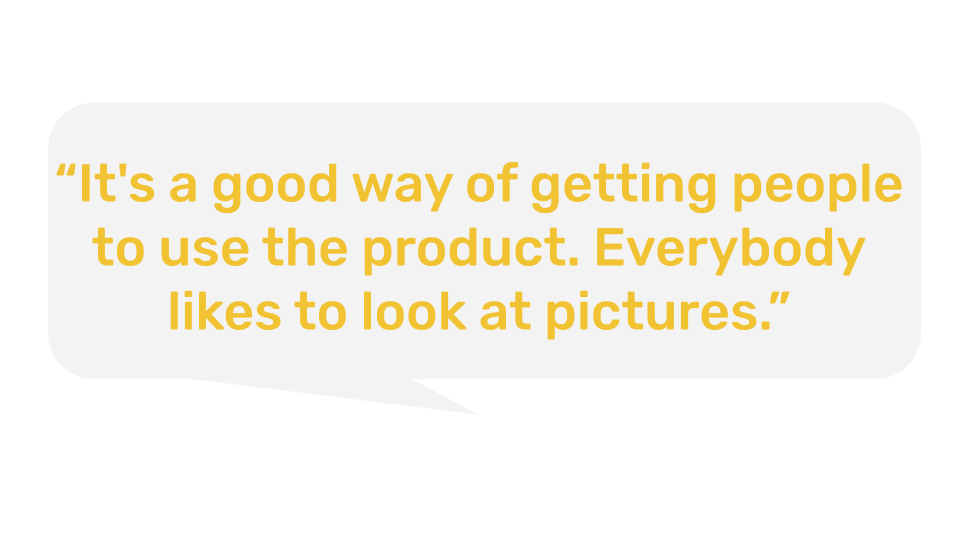 “It's a good way of getting people
to use the product. Everybody
likes to look at pictures.”